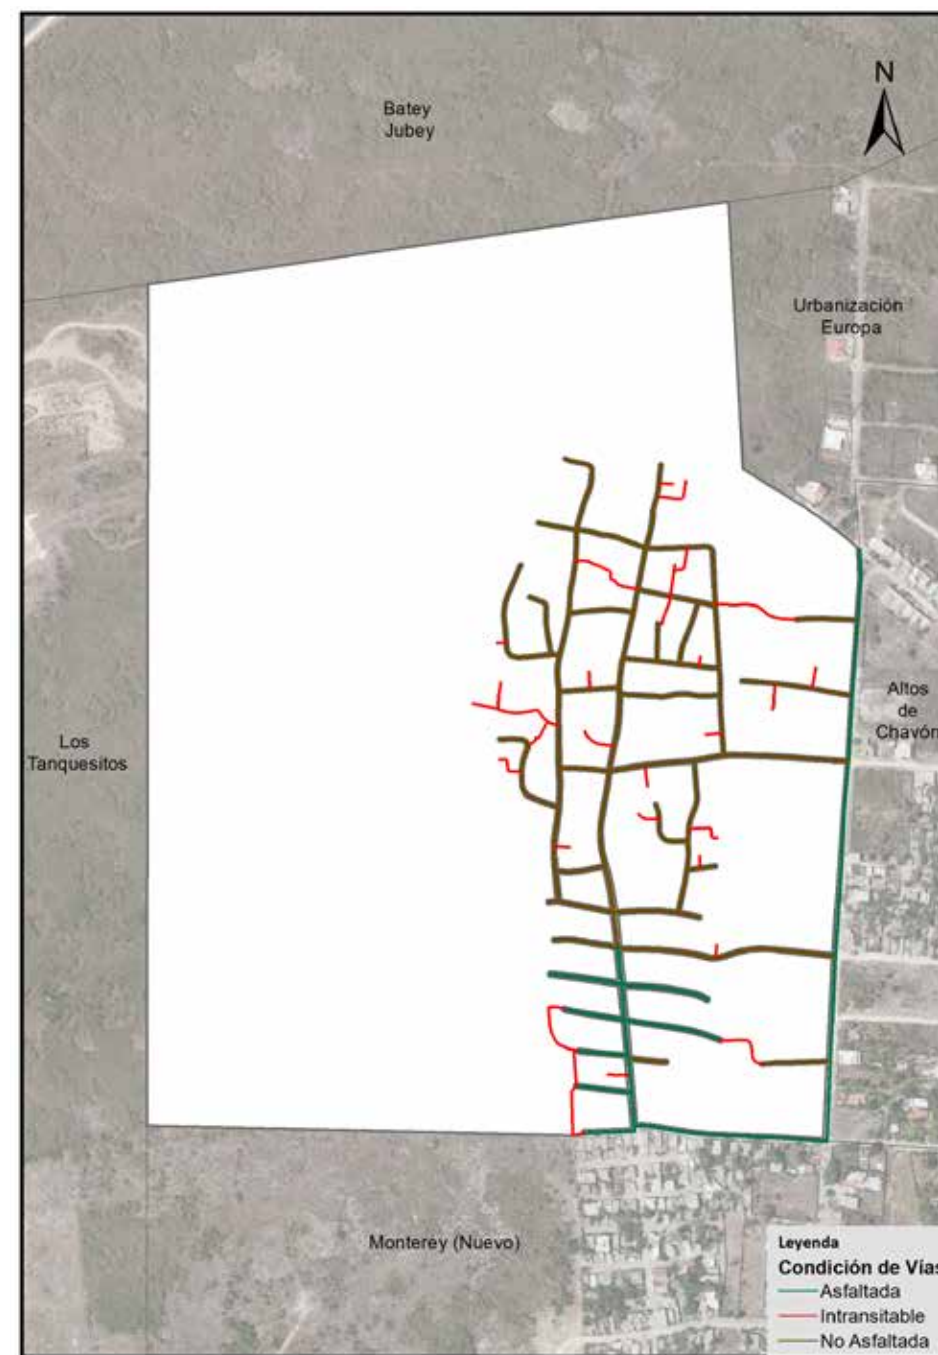 N
Batey
Jubey
Urbanización
Europa
Altos
de
Chavón
Los
Tanquesitos
Monterey (Nuevo)
Leyenda
Condición de Vías
Asfaltada
Intransitable
No Asfaltada